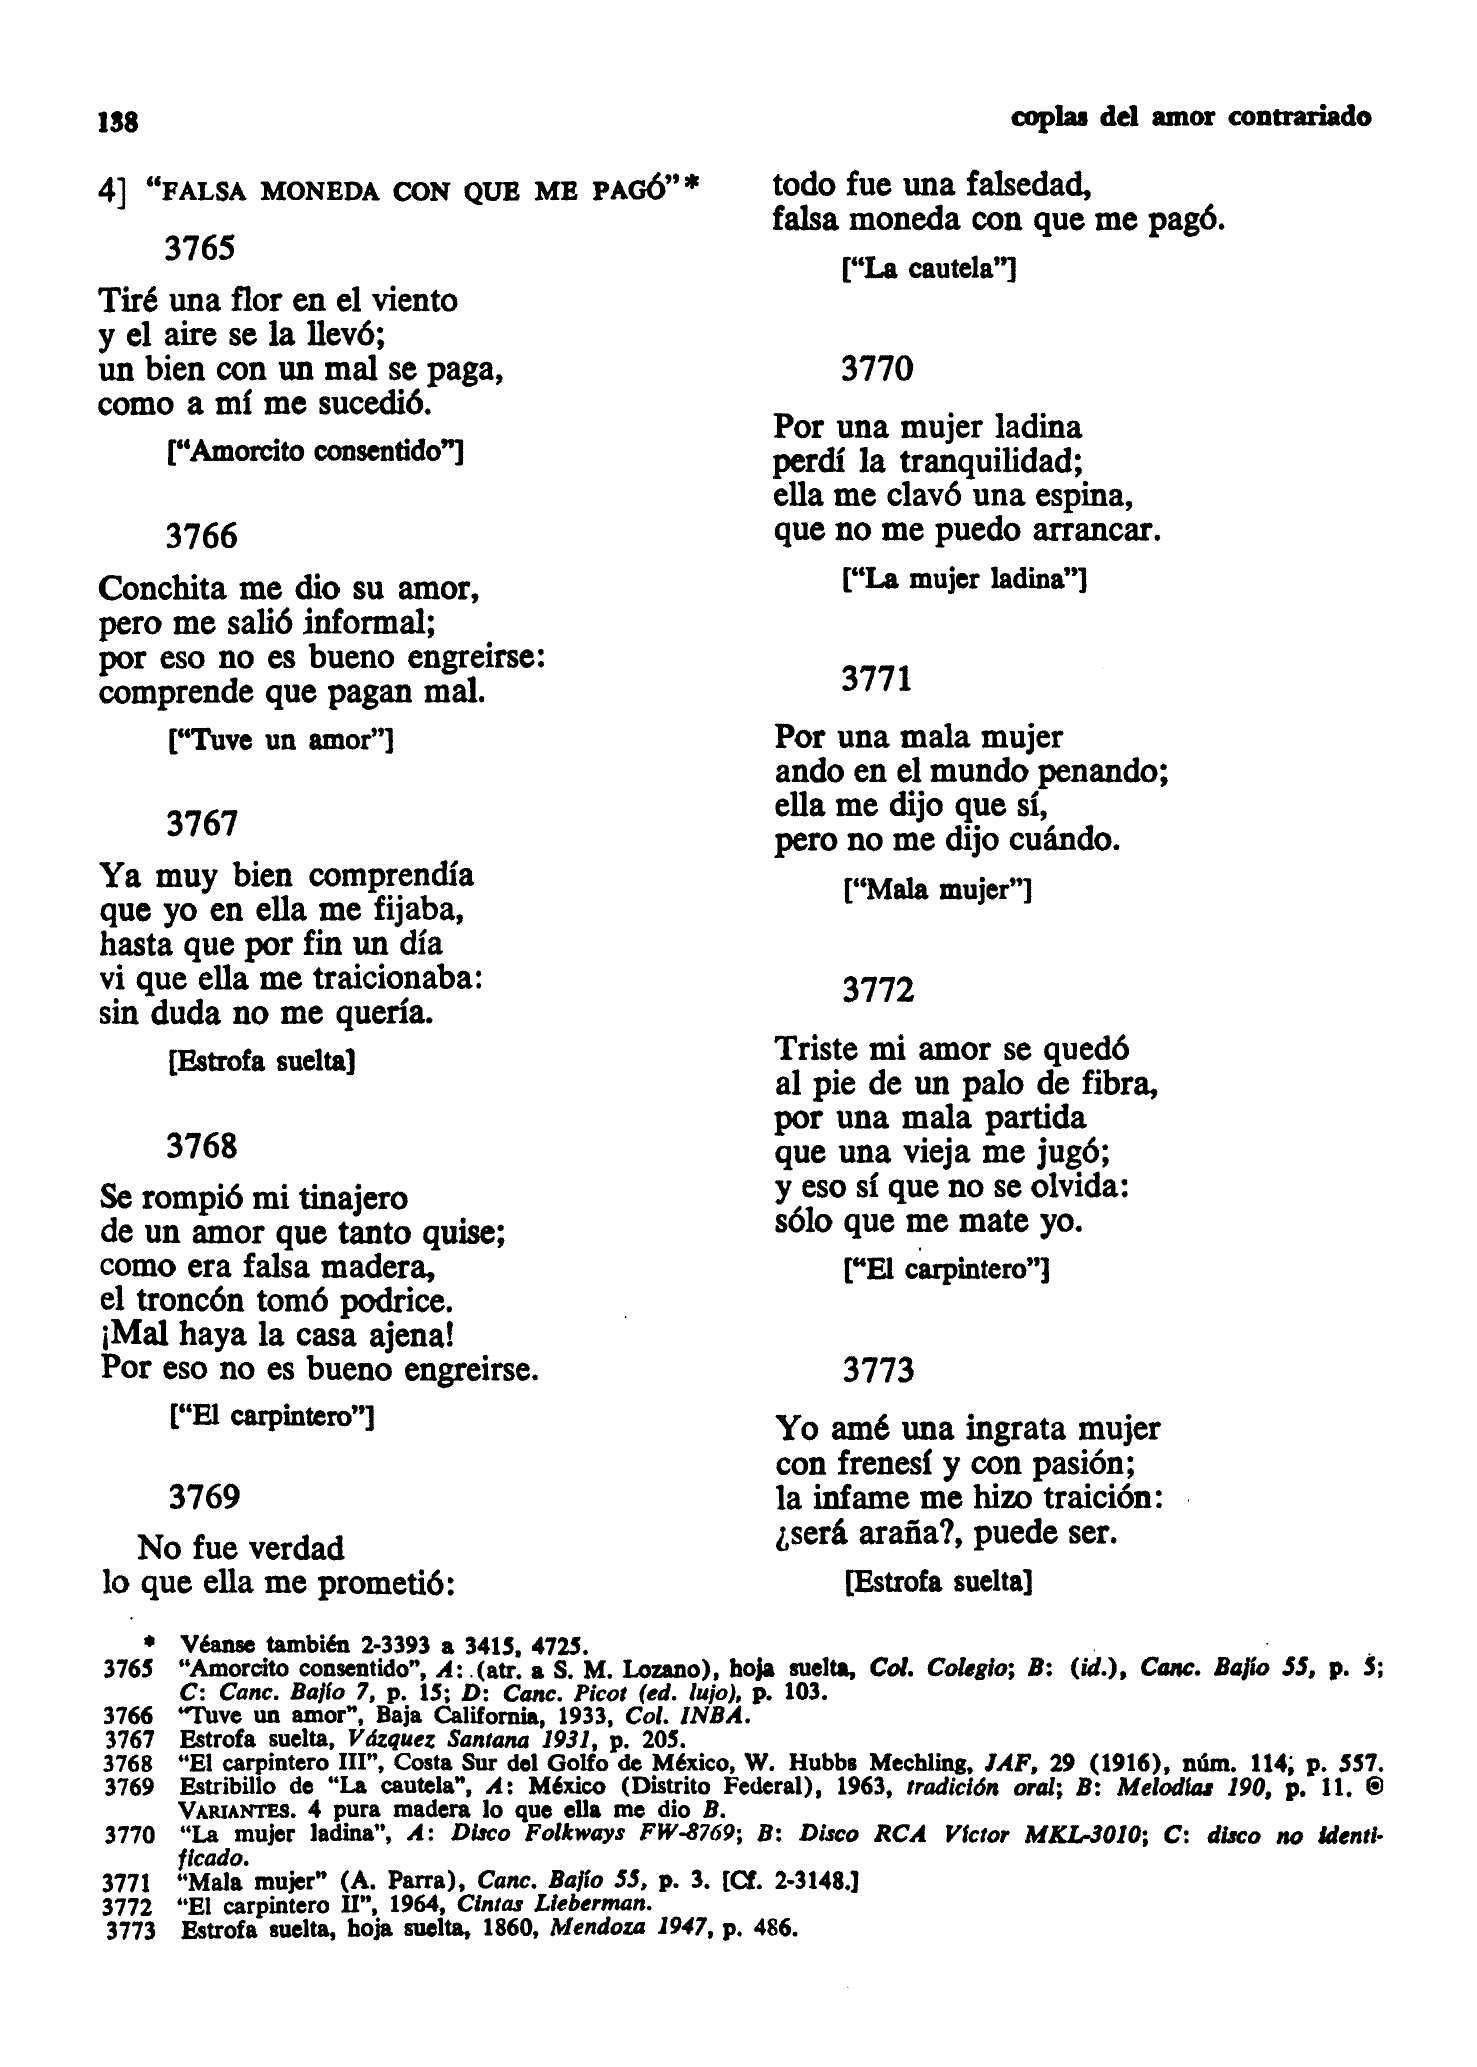 138
coplas del amor contrariado
4] “FALSA MONEDA CON QUE ME PAGÓ”*
3765
Tiré una flor en el viento
y el aire se la llevó;
un bien con un mal se paga,
como a mí me sucedió.
[“Amorcito consentido”]
3766
Conchita me dio su amor,
pero me salió informal;
por eso no es bueno engreirse:
comprende que pagan mal.
[“Tuve un amor”]
3767
Ya muy bien comprendía
que yo en ella me fijaba,
hasta que por fin un día
vi que ella me traicionaba:
sin duda no me quería.
[Estrofa suelta]
3768
Se rompió mi tinajero
de un amor que tanto quise;
como era falsa madera,
el troncón tomó podrice.
¡Mal haya la casa ajena!
Por eso no es bueno engreirse.
[“El carpintero”]
3769
No fue verdad
lo que ella me prometió:
todo fue una falsedad,
falsa moneda con que me pagó.
[“La cautela”]
3770
Por una mujer ladina
perdí la tranquilidad;
ella me clavó una espina,
que no me puedo arrancar.
[“La mujer ladina”]
3771
Por una mala mujer
ando en el mundo penando;
ella me dijo que sí,
pero no me dijo cuándo.
[“Mala mujer”]
3772
Triste mi amor se quedó
al pie de un palo de fibra,
por una mala partida
que una vieja me jugó;
y eso sí que no se olvida:
sólo que me mate yo.
[“El carpintero”]
3773
Yo amé una ingrata mujer
con frenesí y con pasión;
la infame me hizo traición:
¿será araña?, puede ser.
[Estrofa suelta]
* Véanse también 2-3393 a 3415, 4725.
3765 “Amorcito consentido”, A: (atr. a S. M. Lozano), hoja suelta, Col. Colegio; B: (id.), Canc. Bajío 55, p. 5;
C: Canc. Bajío 7, p. 15; D: Canc. Picot (ed. lujo), p. 103.
3766 “Tuve un amor”, Baja California, 1933, Col. INBA.
3767 Estrofa suelta, Vázquez Santana 1931, p. 205.
3768 “El carpintero III”, Costa Sur del Golfo de México, W. Hubbs Mechling, JAF, 29 (1916), núm. 114, p. 557.
3769 Estribillo de “La cautela”, A: México (Distrito Federal), 1963, tradición oral; B: Melodías 190, p. 11. ®
VARIANTES. 4 pura madera lo que ella me dio B.
3770 “La mujer ladina”, A: Disco Folkways FW-8769; B: Disco RCA Víctor MKL-3010; C: disco no identi-
ficado.
3771 “Mala mujer” (A. Parra), Canc. Bajío 55, p. 3. [Cf. 2-3148.]
3772 “El carpintero II”, 1964, Cintas Lieberman.
3773 Estrofa suelta, hoja suelta, 1860, Mendoza 1947, p. 486.